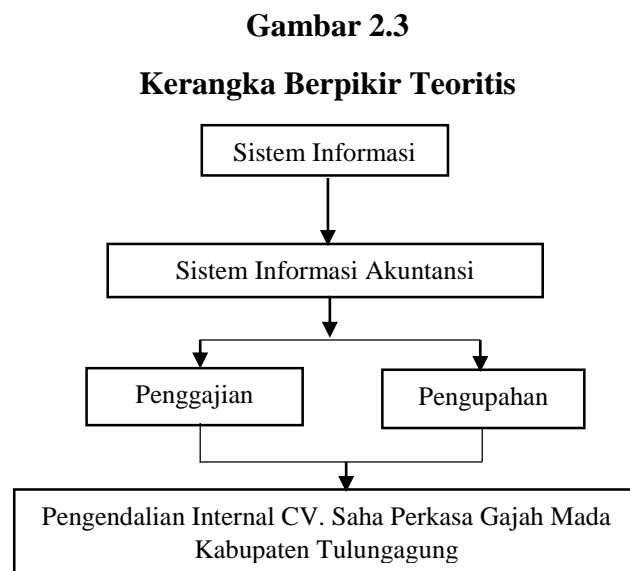 Gambar 2.3
Kerangka Berpikir Teoritis
Sistem Informasi
Sistem Informasi Akuntansi
Penggajian
Pengupahan
Pengendalian Internal CV. Saha Perkasa Gajah Mada
Kabupaten Tulungagung